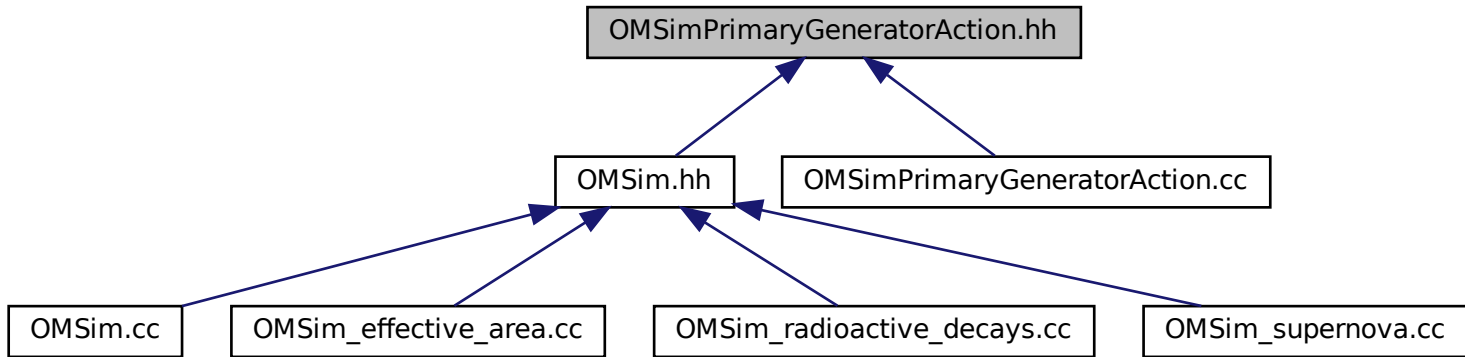 OMSimPrimaryGeneratorAction.hh
OMSim.hh
OMSimPrimaryGeneratorAction.cc
OMSim.cc
OMSim_effective_area.cc
OMSim_radioactive_decays.cc
OMSim_supernova.cc